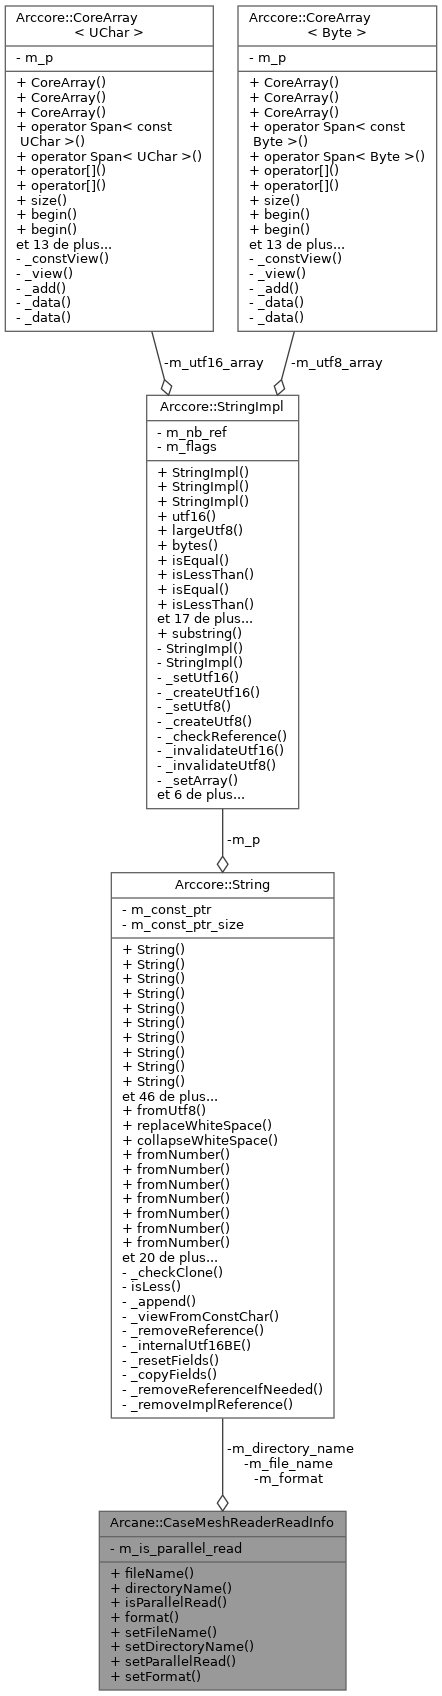 Arccore::CoreArray
< UChar >
- m_p
+ CoreArray()
+ CoreArray()
+ CoreArray()
+ operator Span< const
UChar >()
+ operator Span< UChar >()
+ operator[]()
+ operator[]()
+ size()
+ begin()
+ begin()
et 13 de plus...
- _constView()
- _view()
- _add()
- _data()
- _data()
Arccore::CoreArray
< Byte >
- m_p
+ CoreArray()
+ CoreArray()
+ CoreArray()
+ operator Span< const
Byte >()
+ operator Span< Byte >()
+ operator[]()
+ operator[]()
+ size()
+ begin()
+ begin()
et 13 de plus...
- _constView()
- _view()
- _add()
- _data()
- _data()
-m_utf16_array
-m_utf8_array
Arccore::StringImpl
- m_nb_ref
- m_flags
+ StringImpl()
+ StringImpl()
+ StringImpl()
+ utf16()
+ largeUtf8()
+ bytes()
+ isEqual()
+ isLessThan()
+ isEqual()
+ isLessThan()
et 17 de plus...
+ substring()
- StringImpl()
- StringImpl()
- _setUtf16()
- _createUtf16()
- _setUtf8()
- _createUtf8()
- _checkReference()
- _invalidateUtf16()
- _invalidateUtf8()
- _setArray()
et 6 de plus...
-m_p
Arccore::String
- m_const_ptr
- m_const_ptr_size
+ String()
+ String()
+ String()
+ String()
+ String()
+ String()
+ String()
+ String()
+ String()
+ String()
et 46 de plus...
+ fromUtf8()
+ replaceWhiteSpace()
+ collapseWhiteSpace()
+ fromNumber()
+ fromNumber()
+ fromNumber()
+ fromNumber()
+ fromNumber()
+ fromNumber()
+ fromNumber()
et 20 de plus...
- _checkClone()
- isLess()
- _append()
- _viewFromConstChar()
- _removeReference()
- _internalUtf16BE()
- _resetFields()
- _copyFields()
- _removeReferenceIfNeeded()
- _removeImplReference()
-m_directory_name
-m_file_name
-m_format
Arcane::CaseMeshReaderReadInfo
- m_is_parallel_read
+ fileName()
+ directoryName()
+ isParallelRead()
+ format()
+ setFileName()
+ setDirectoryName()
+ setParallelRead()
+ setFormat()